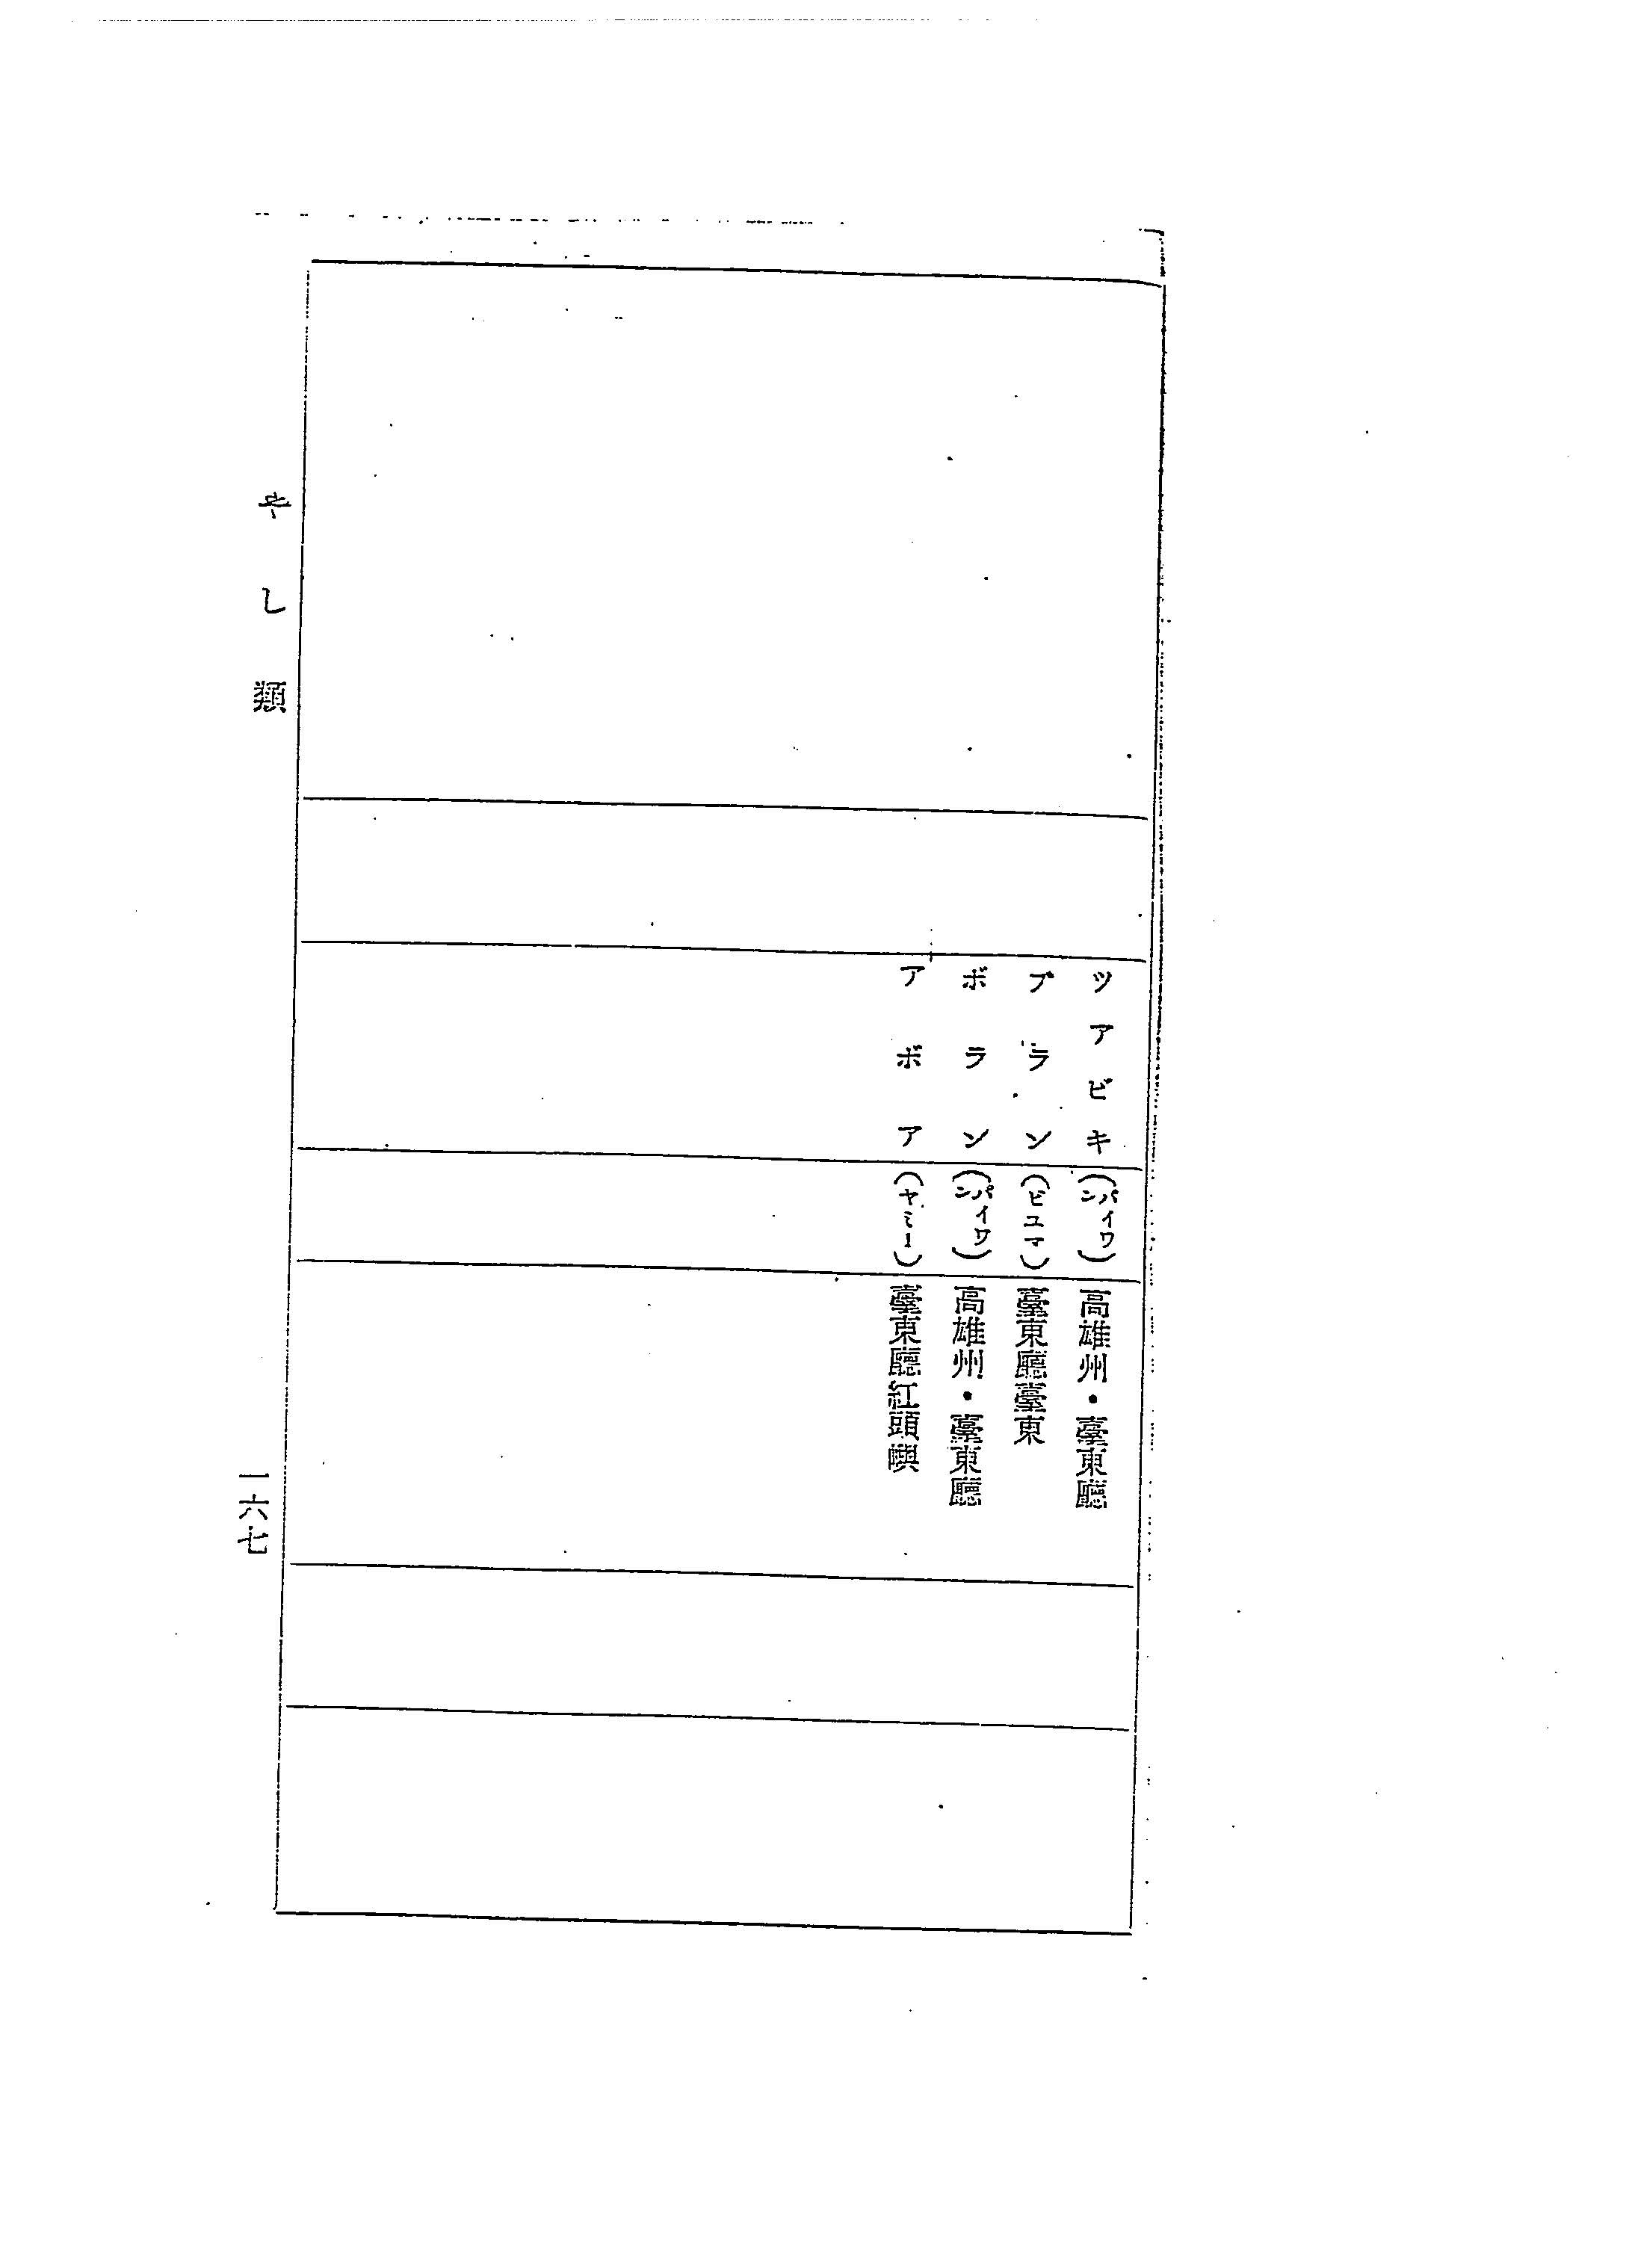 ツアビキ(パイワン)高雄州・臺東廳
ブラン(ピユマ)臺東廳臺東
ボラン(パイワン)高雄州・臺東廳
アボア(ヤミー)臺東廳紅頭嶼
やし類
一六七